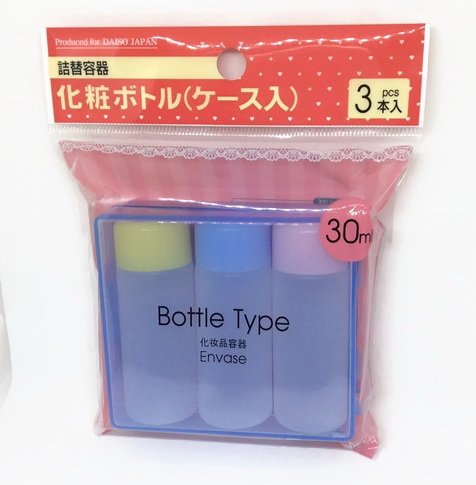 Produced for DAISO JAPAN
詰替容器
化粧ボトル(ケース入)
3 pcs
本入
30ml
Bottle Type
化妆品容器
Envase